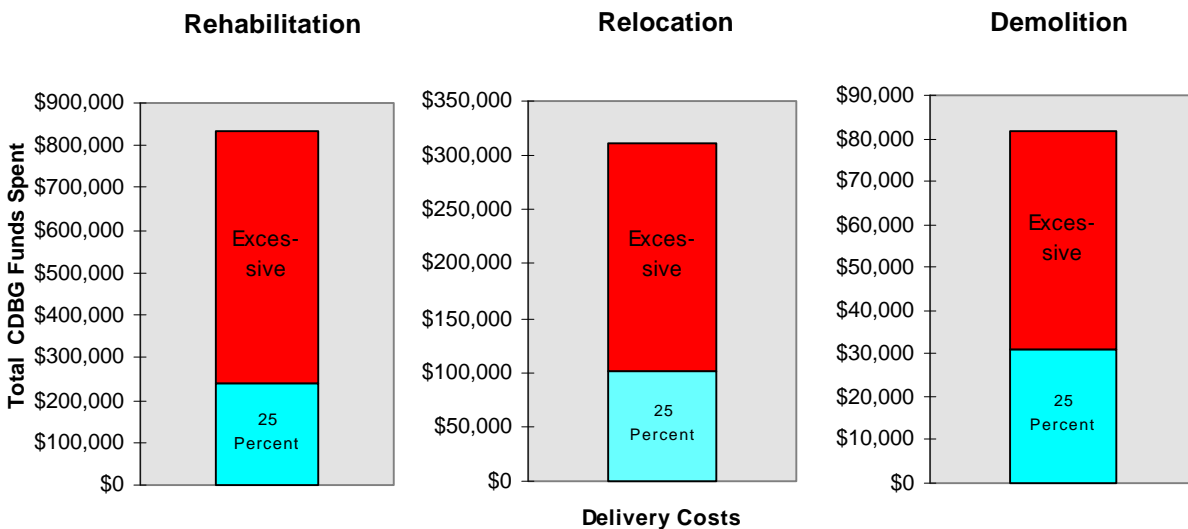 Rehabilitation
Relocation
Demolition
Total CDBG Funds Spent
$900,000
$800,000
$700,000
$600,000
$500,000
$400,000
$300,000
$200,000
$100,000
$0
Exces-
sive
25
Percent
$350,000
$300,000
$250,000
$200,000
$150,000
$100,000
$50,000
$0
Exces-
sive
25
Percent
$90,000
$80,000
$70,000
$60,000
$50,000
$40,000
$30,000
$20,000
$10,000
$0
Exces-
sive
25
Percent
Delivery Costs